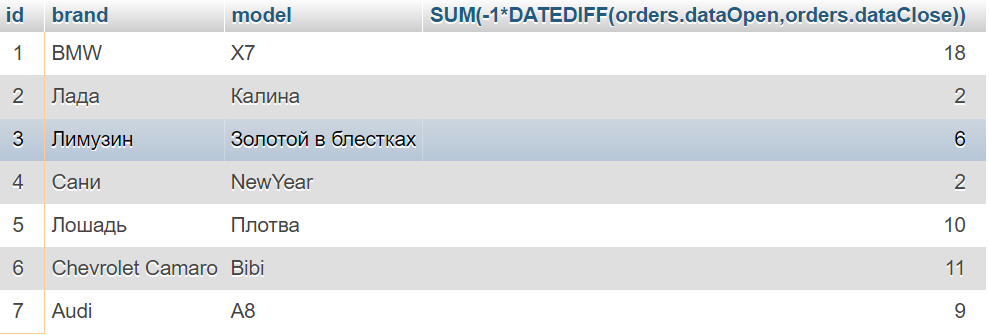 id brand model SUM(-1*DATEDIFF(orders.dataOpen,orders.dataClose))
1 BMW X7 18
2 Лада Калина 2
3 Лимузин Золотой в блестках 6
4 Сани NewYear 2
5 Лошадь Плотва 10
6 Chevrolet Camaro Bibi 11
7 Audi A8 9